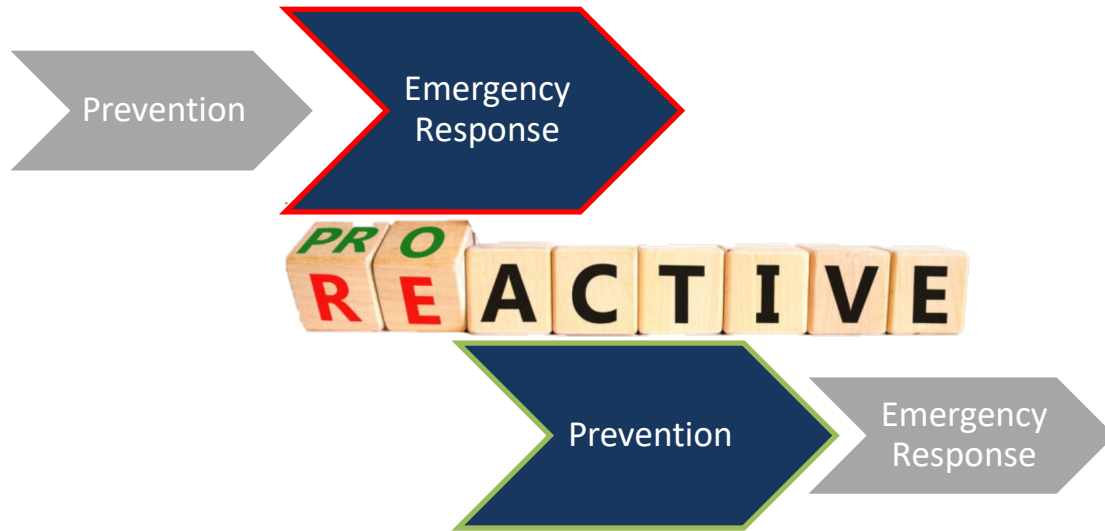 Prevention
Emergency
Response
PRO
REACTIVE
Prevention
Emergency
Response